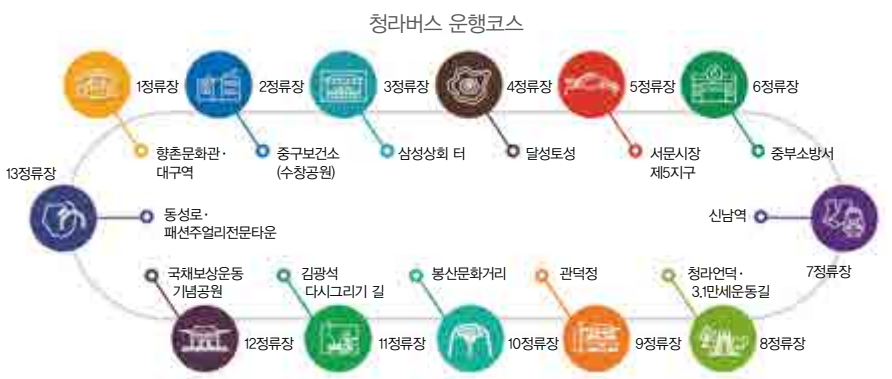 청라버스 운행코스
1정류장
향촌문화관·
대구역
2정류장
중구보건소
(수창공원)
3정류장
삼성상회 터
4정류장
달성토성
5정류장
서문시장
제5지구
6정류장
중부소방서
7정류장
신남역
8정류장
청라언덕·
3.1만세운동길
9정류장
관덕정
10정류장
봉산문화거리
11정류장
김광석
다시그리기 길
12정류장
국채보상운동
기념공원
13정류장
동성로·
패션주얼리전문타운